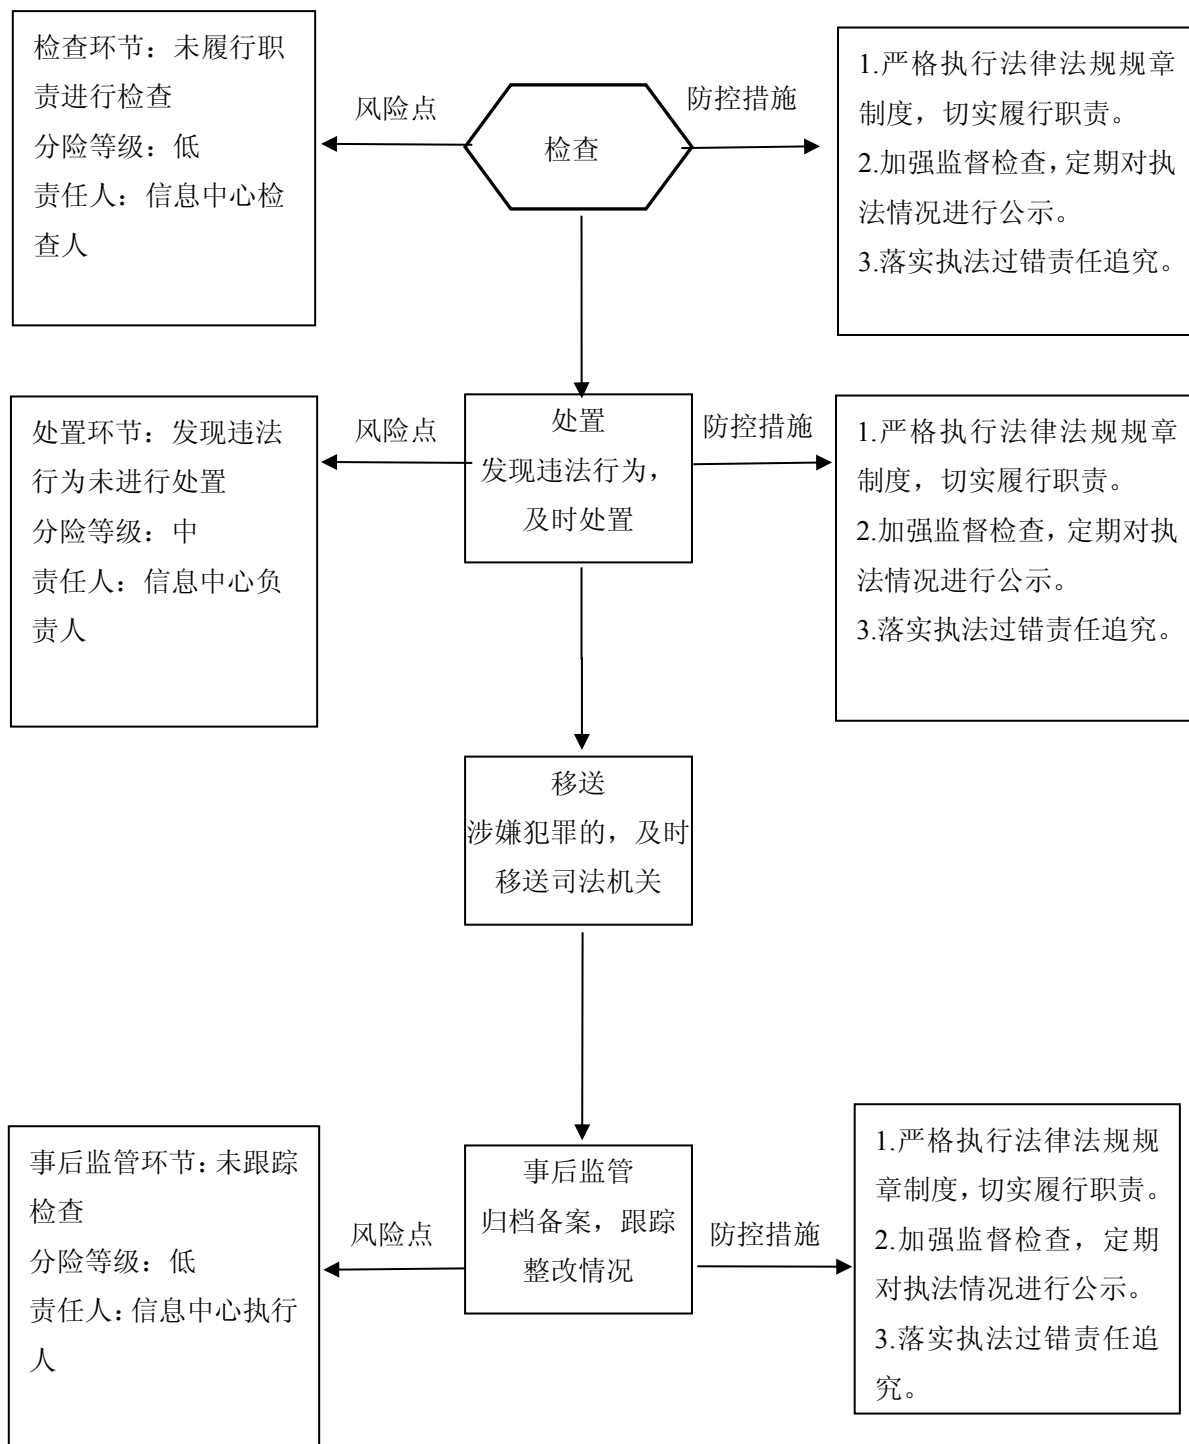 检查环节：未履行职
责进行检查
分险等级：低
责任人：信息中心检
查人
风险点
检查
防控措施
1.严格执行法律法规规章
制度，切实履行职责。
2.加强监督检查，定期对执
法情况进行公示。
3.落实执法过错责任追究。
处置环节：发现违法
行为未进行处置
分险等级：中
责任人：信息中心负
责人
风险点
处置
发现违法行为，
及时处置
防控措施
1.严格执行法律法规规章
制度，切实履行职责。
2.加强监督检查，定期对执
法情况进行公示。
3.落实执法过错责任追究。
移送
涉嫌犯罪的，及时
移送司法机关
事后监管环节：未跟踪
检查
分险等级：低
责任人：信息中心执行
人
风险点
事后监管
归档备案，跟踪
整改情况
防控措施
1.严格执行法律法规规
章制度，切实履行职责。
2.加强监督检查，定期
对执法情况进行公示。
3.落实执法过错责任追
究。